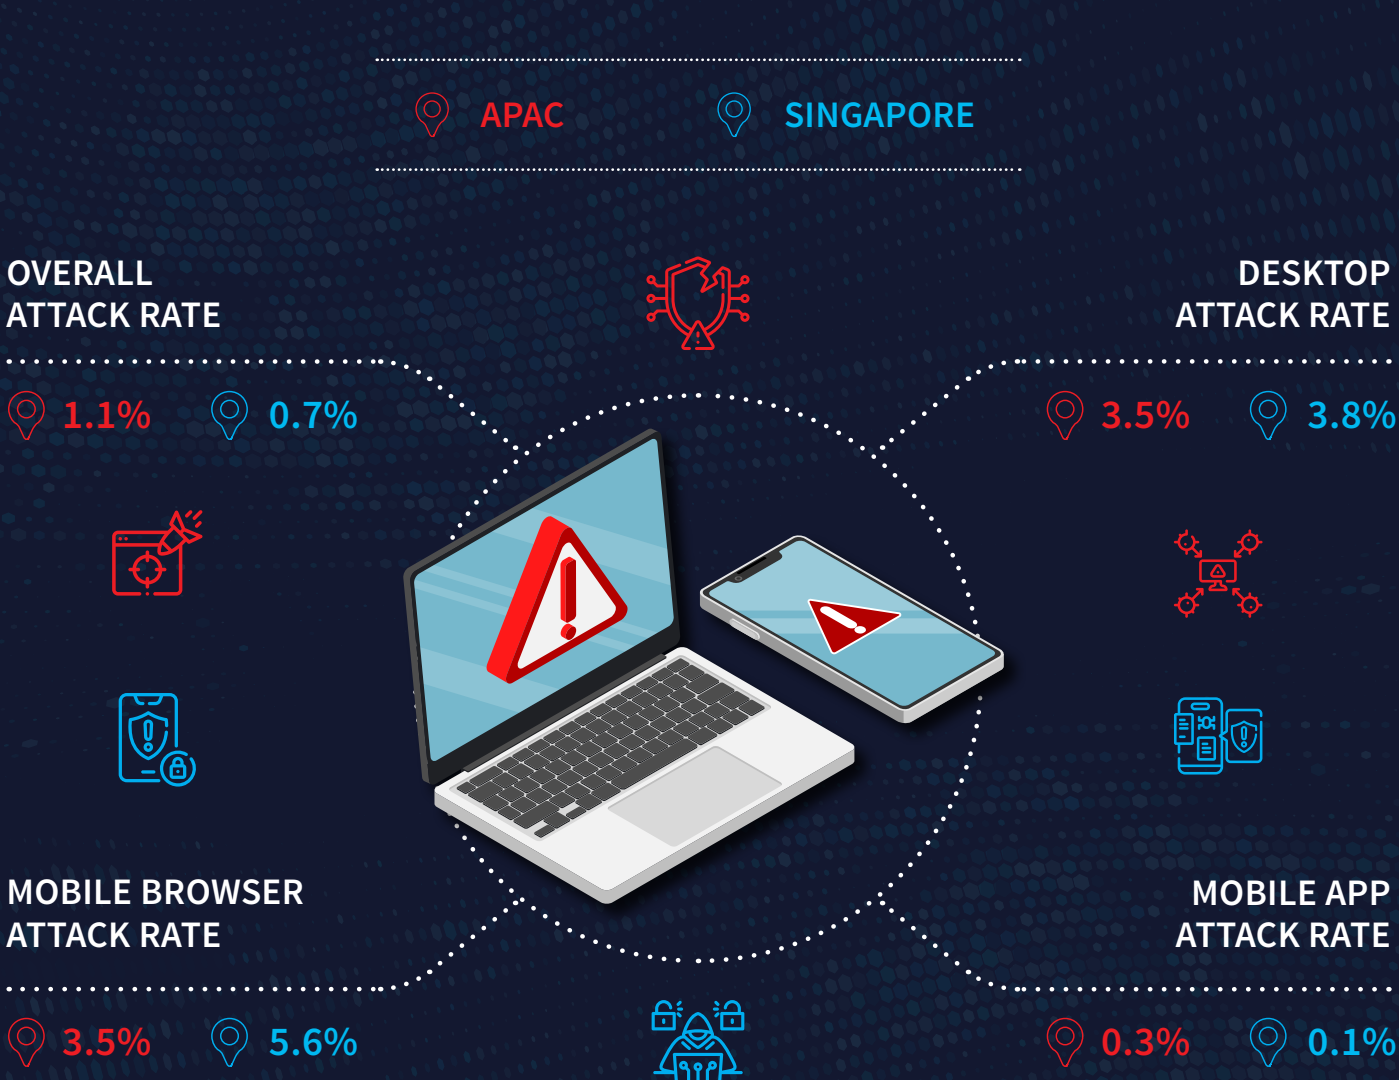 APAC
SINGAPORE
OVERALL
ATTACK RATE
1.1%
0.7%
DESKTOP
ATTACK RATE
3.5%
3.8%
MOBILE BROWSER
ATTACK RATE
3.5%
5.6%
MOBILE APP
ATTACK RATE
0.3%
0.1%